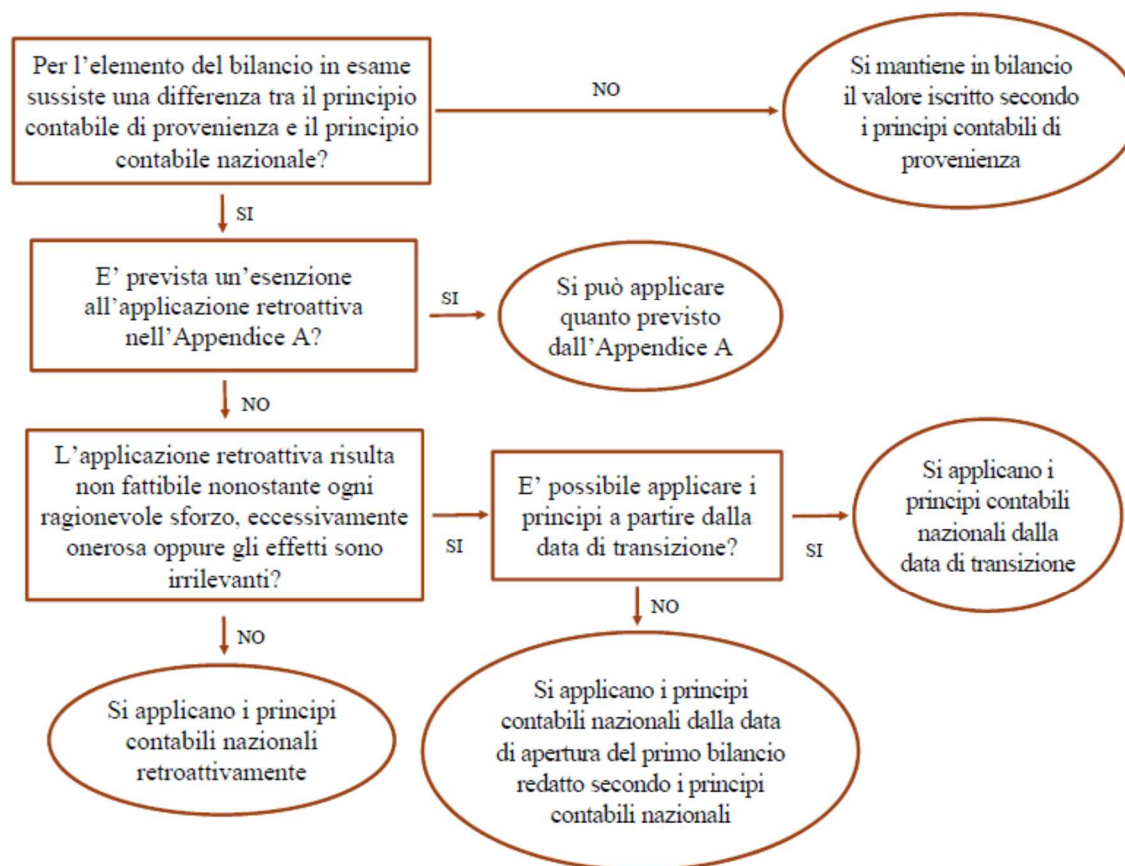 Per l’elemento del bilancio in esame
sussiste una differenza tra il principio
contabile di provenienza e il principio
contabile nazionale?
NO
Si mantiene in bilancio
il valore iscritto secondo
i principi contabili di
provenienza
SI
E’ prevista un’esenzione
all’applicazione retroattiva
nell’Appendice A?
SI
Si può applicare
quanto previsto
dall’Appendice A
NO
L’applicazione retroattiva risulta
non fattibile nonostante ogni
ragionevole sforzo, eccessivamente
onerosa oppure gli effetti sono
irrilevanti?
SI
E’ possibile applicare i
principi a partire dalla
data di transizione?
SI
Si applicano i
principi contabili
nazionali dalla
data di transizione
NO
Si applicano i principi
contabili nazionali
retroattivamente
NO
Si applicano i principi
contabili nazionali dalla data
di apertura del primo bilancio
redatto secondo i principi
contabili nazionali